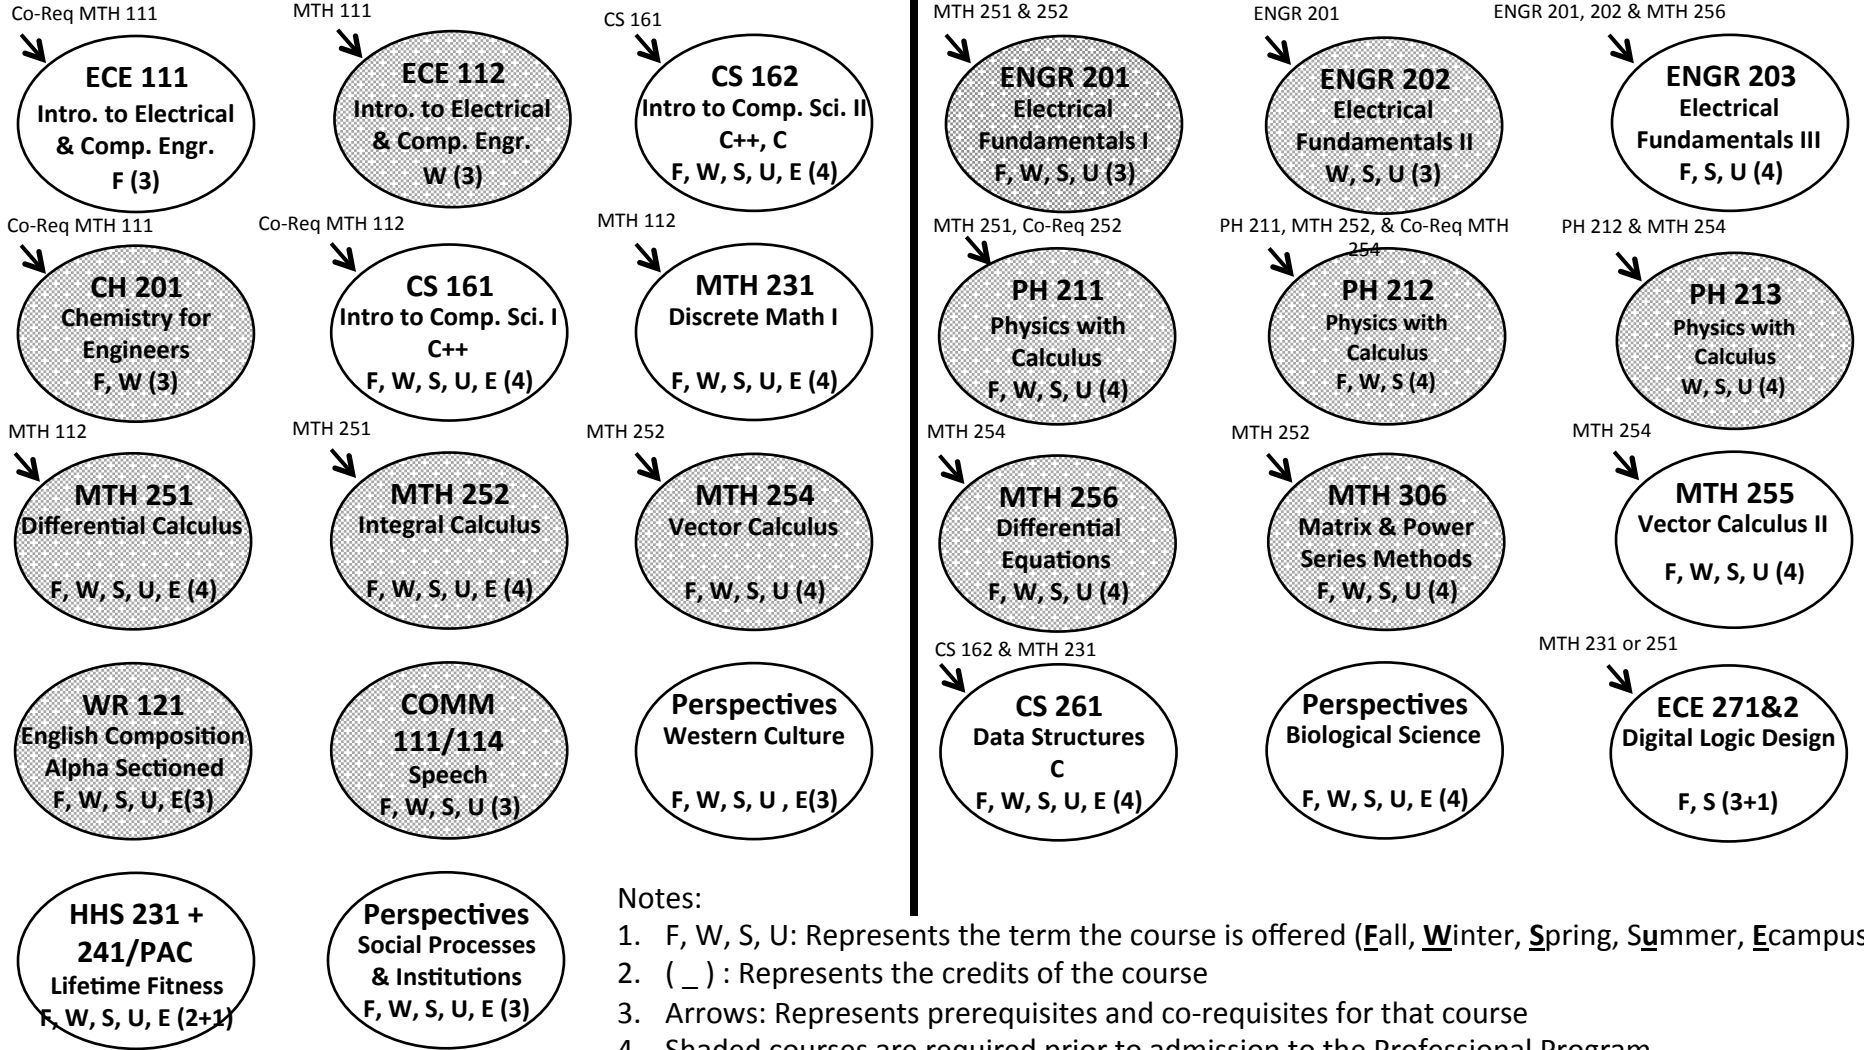 Co-Req MTH 111
ECE 111
Intro. to Electrical
& Comp. Engr.
F (3)
MTH 111
ECE 112
Intro. to Electrical
& Comp. Engr.
W (3)
CS 161
CS 162
Intro to Comp. Sci. II
C++, C
F, W, S, U, E (4)
Co-Req MTH 111
CH 201
Chemistry for
Engineers
F, W (3)
Co-Req MTH 112
CS 161
Intro to Comp. Sci. I
C++
F, W, S, U, E (4)
MTH 112
MTH 231
Discrete Math I
F, W, S, U, E (4)
MTH 112
MTH 251
Differential Calculus
F, W, S, U, E (4)
MTH 251
MTH 252
Integral Calculus
F, W, S, U, E (4)
MTH 252
MTH 254
Vector Calculus
F, W, S, U (4)
WR 121
English Composition
Alpha Sectioned
F, W, S, U, E(3)
COMM
111/114
Speech
F, W, S, U (3)
Perspectives
Western Culture
F, W, S, U , E(3)
HHS 231 +
241/PAC
Lifetime Fitness
F, W, S, U, E (2+1)
Perspectives
Social Processes
& Institutions
F, W, S, U, E (3)
MTH 251 & 252
ENGR 201
Electrical
Fundamentals I
F, W, S, U (3)
ENGR 201
ENGR 202
Electrical
Fundamentals II
W, S, U (3)
ENGR 201, 202 & MTH 256
ENGR 203
Electrical
Fundamentals III
F, S, U (4)
MTH 251, Co-Req 252
PH 211
Physics with
Calculus
F, W, S, U (4)
PH 211, MTH 252, & Co-Req MTH
254
PH 212
Physics with
Calculus
F, W, S (4)
PH 212 & MTH 254
PH 213
Physics with
Calculus
W, S, U (4)
MTH 254
MTH 256
Differential
Equations
F, W, S, U (4)
MTH 252
MTH 306
Matrix & Power
Series Methods
F, W, S, U (4)
MTH 254
MTH 255
Vector Calculus II
F, W, S, U (4)
CS 162 & MTH 231
CS 261
Data Structures
C
F, W, S, U, E (4)
Perspectives
Biological Science
F, W, S, U, E (4)
MTH 231 or 251
ECE 271&2
Digital Logic Design
F, S (3+1)
Notes:
1. F, W, S, U: Represents the term the course is offered (Fall, Winter, Spring, Summer, Ecampus
2. ( _ ) : Represents the credits of the course
3. Arrows: Represents prerequisites and co-requisites for that course
4. Shaded courses are required prior to admission to the Professional Program